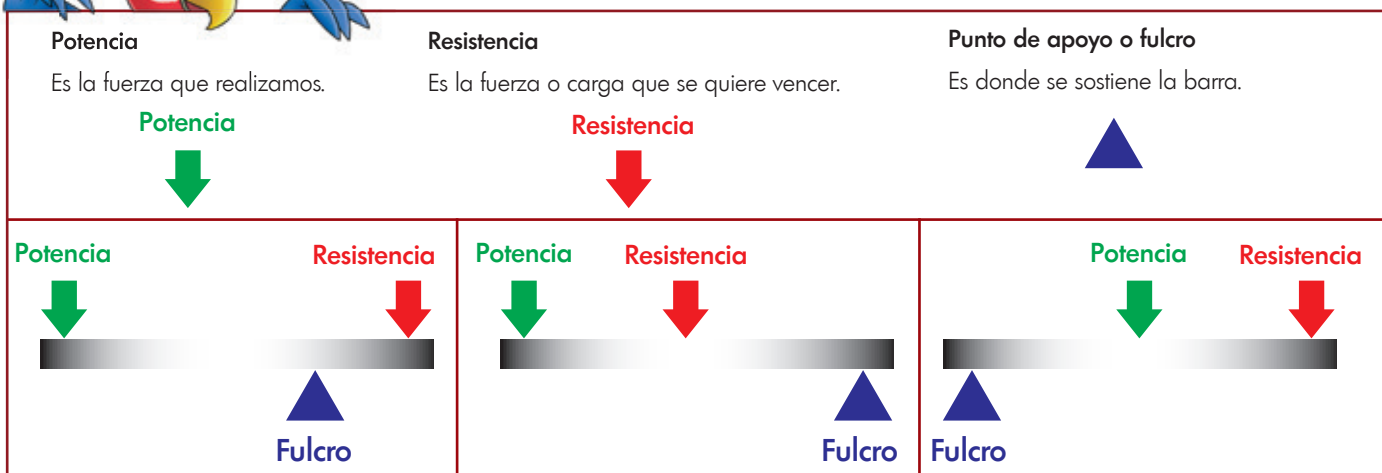 Potencia
Es la fuerza que realizamos.
Potencia
Resistencia
Es la fuerza o carga que se quiere vencer.
Resistencia
Punto de apoyo o fulcro
Es donde se sostiene la barra.
Potencia
Resistencia
Fulcro
Potencia
Resistencia
Fulcro
Potencia
Resistencia
Fulcro